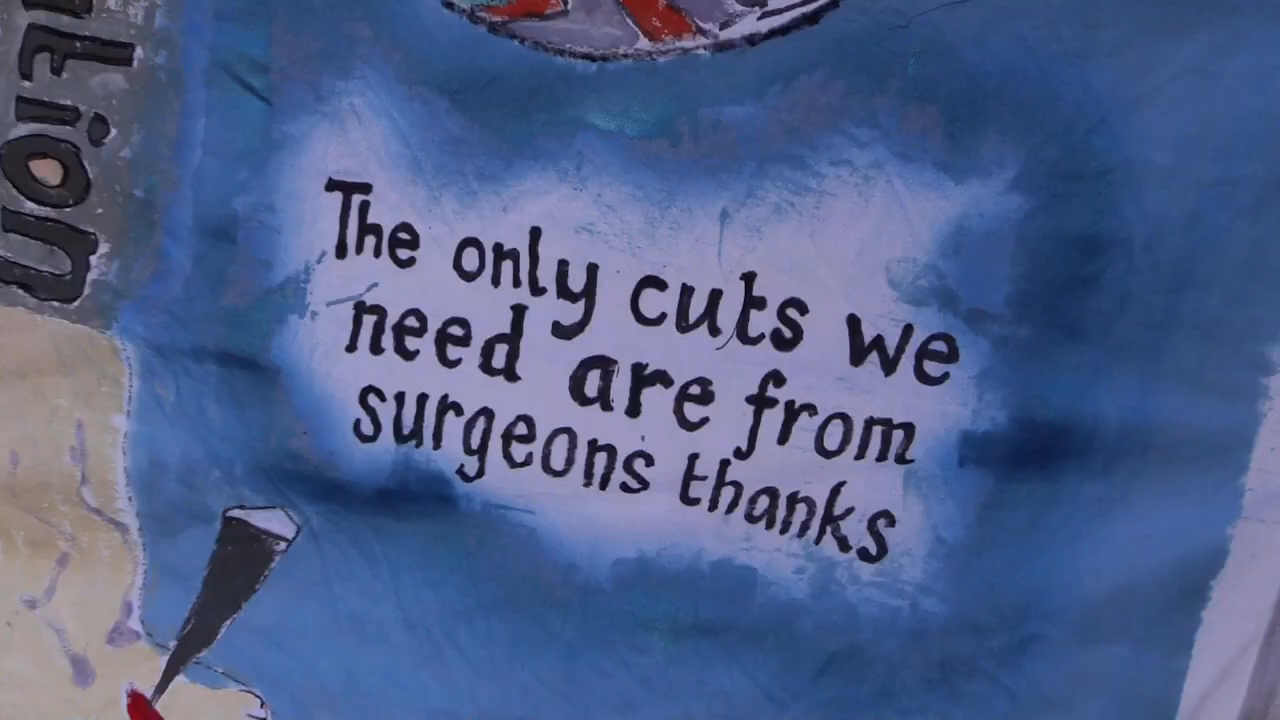 The only cuts we
need are from
surgeons thanks